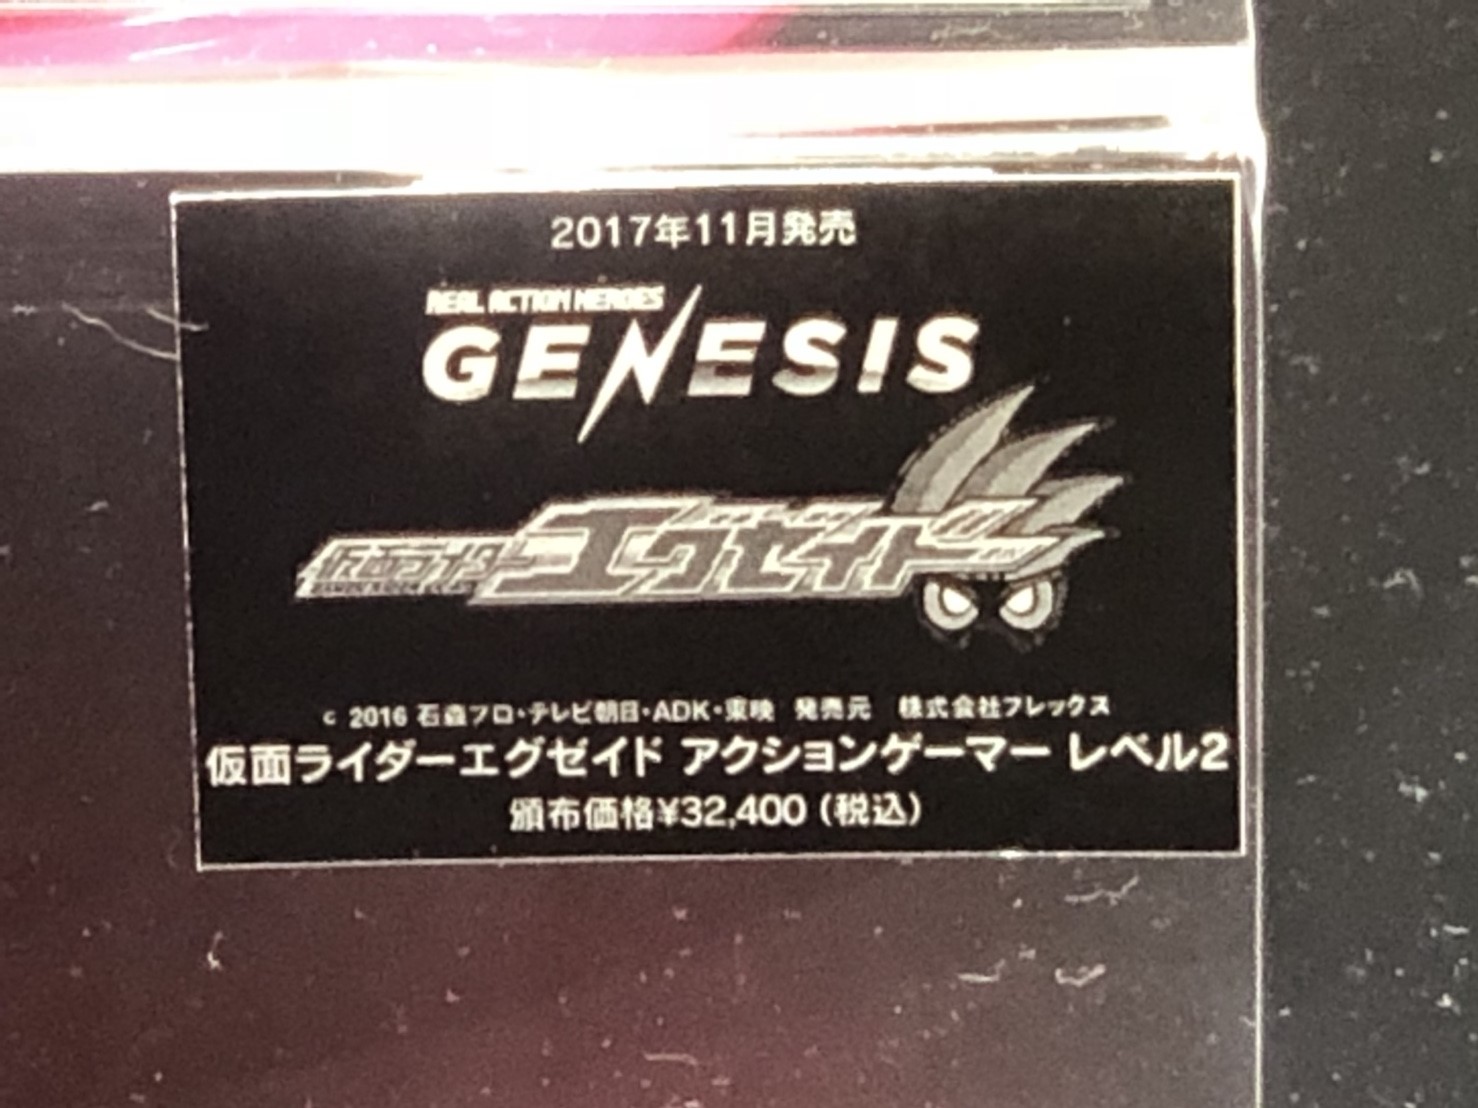 2017年11月発売
REAL ACTION HEROES
GENESIS
仮面ライダー エグゼイド
c 2016 石森プロ・テレビ朝日・ADK・東映 発売元 株式会社プレックス
仮面ライダーエグゼイド アクションゲーマー レベル2
頒布価格¥32,400(税込)